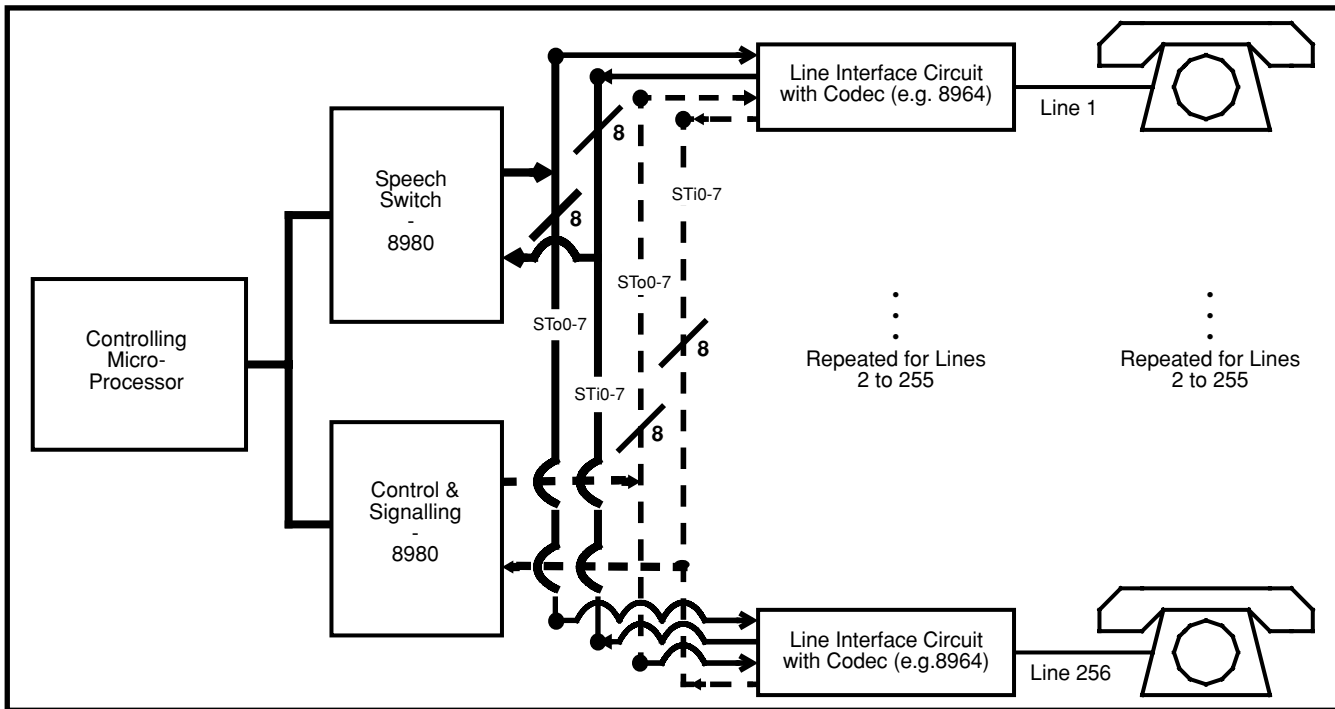 Line Interface Circuit
with Codec (e.g. 8964)
Line 1
8
Speech
Switch
-
8980
STi0-7
8
STo0-7
Controlling
Micro-
Processor
STo0-7
8
Repeated for Lines
2 to 255
Repeated for Lines
2 to 255
STi0-7
8
Control &
Signalling
-
8980
Line Interface Circuit
with Codec (e.g.8964)
Line 256